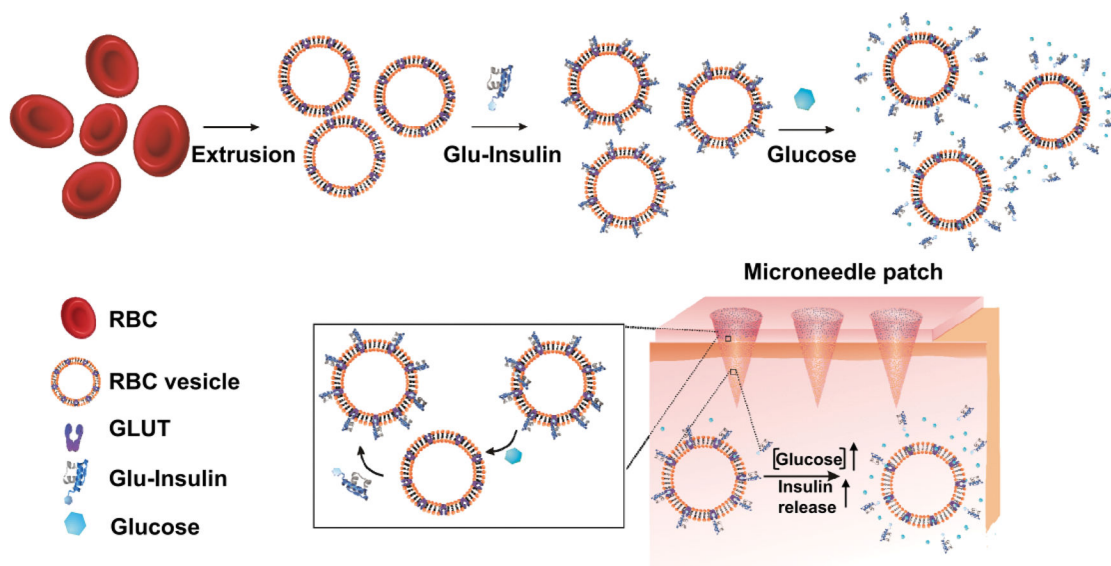 Extrusion
Glu-Insulin
Glucose
Microneedle patch
RBC
RBC vesicle
GLUT
Glu-Insulin
Glucose
[Glucose]
Insulin
release